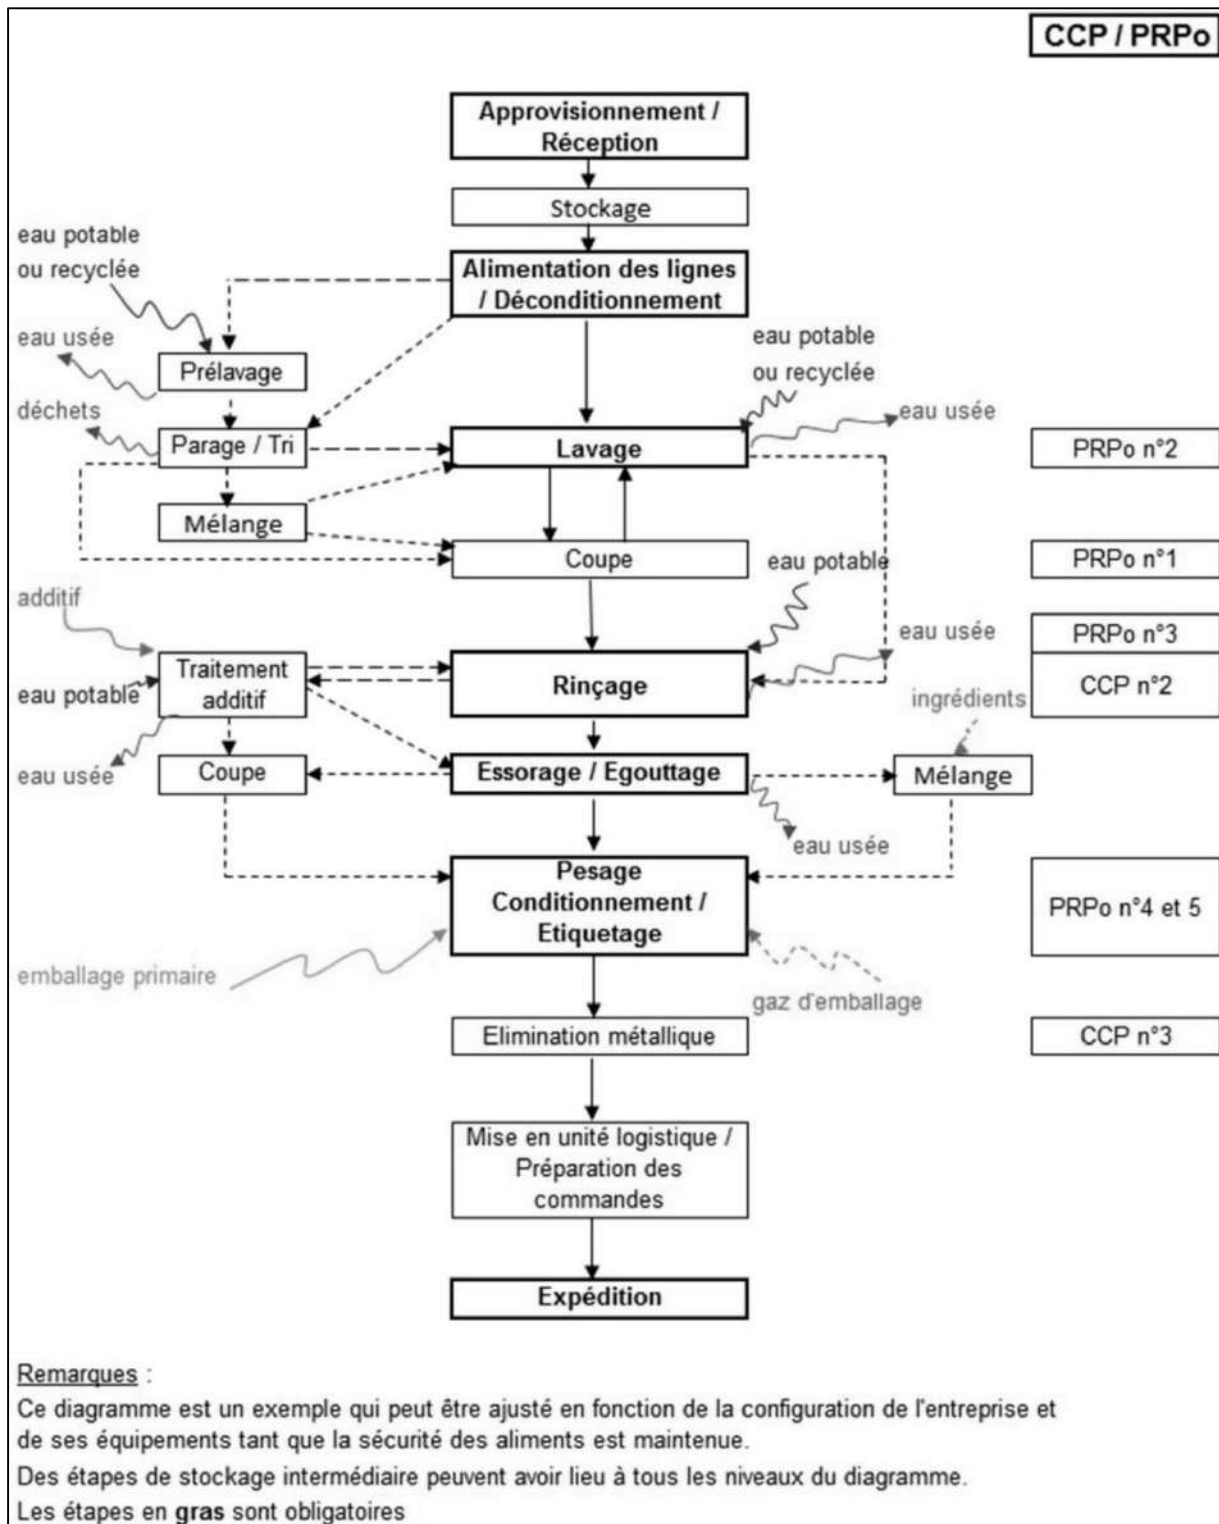 CCP / PRPo
Approvisionnement /
Réception
Stockage
eau potable
ou recyclée
Alimentation des lignes
/ Déconditionnement
eau usée
Prélavage
eau potable
ou recyclée
eau usée
déchets
Parage / Tri
Lavage
PRPo n°2
Mélange
Coupe
eau potable
PRPo n°1
additif
PRPo n°3
eau usée
Traitement
additif
eau potable
Rinçage
CCP n°2
ingrédients
eau usée
Coupe
Essorage / Egouttage
Mélange
eau usée
Pesage
Conditionnement /
Etiquetage
PRPo n°4 et 5
emballage primaire
gaz d'emballage
Elimination métallique
CCP n°3
Mise en unité logistique /
Préparation des
commandes
Expédition
Remarques :
Ce diagramme est un exemple qui peut être ajusté en fonction de la configuration de l'entreprise et
de ses équipements tant que la sécurité des aliments est maintenue.
Des étapes de stockage intermédiaire peuvent avoir lieu à tous les niveaux du diagramme.
Les étapes en gras sont obligatoires